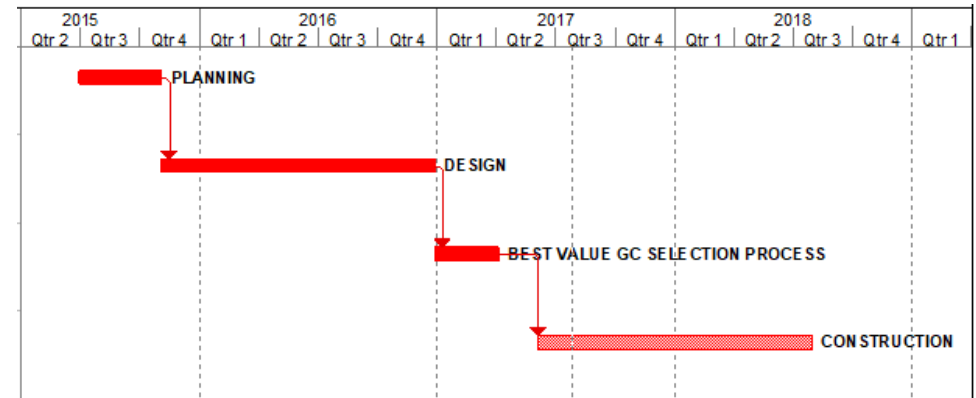 2015 2016 2017 2018
Qtr 2 Qtr 3 Qtr 4 Qtr 1 Qtr 2 Qtr 3 Qtr 4 Qtr 1 Qtr 2 Qtr 3 Qtr 4 Qtr 1 Qtr 2 Qtr 3 Qtr 4 Qtr 1
PLANNING
DESIGN
BEST VALUE GC SELECTION PROCESS
CONSTRUCTION